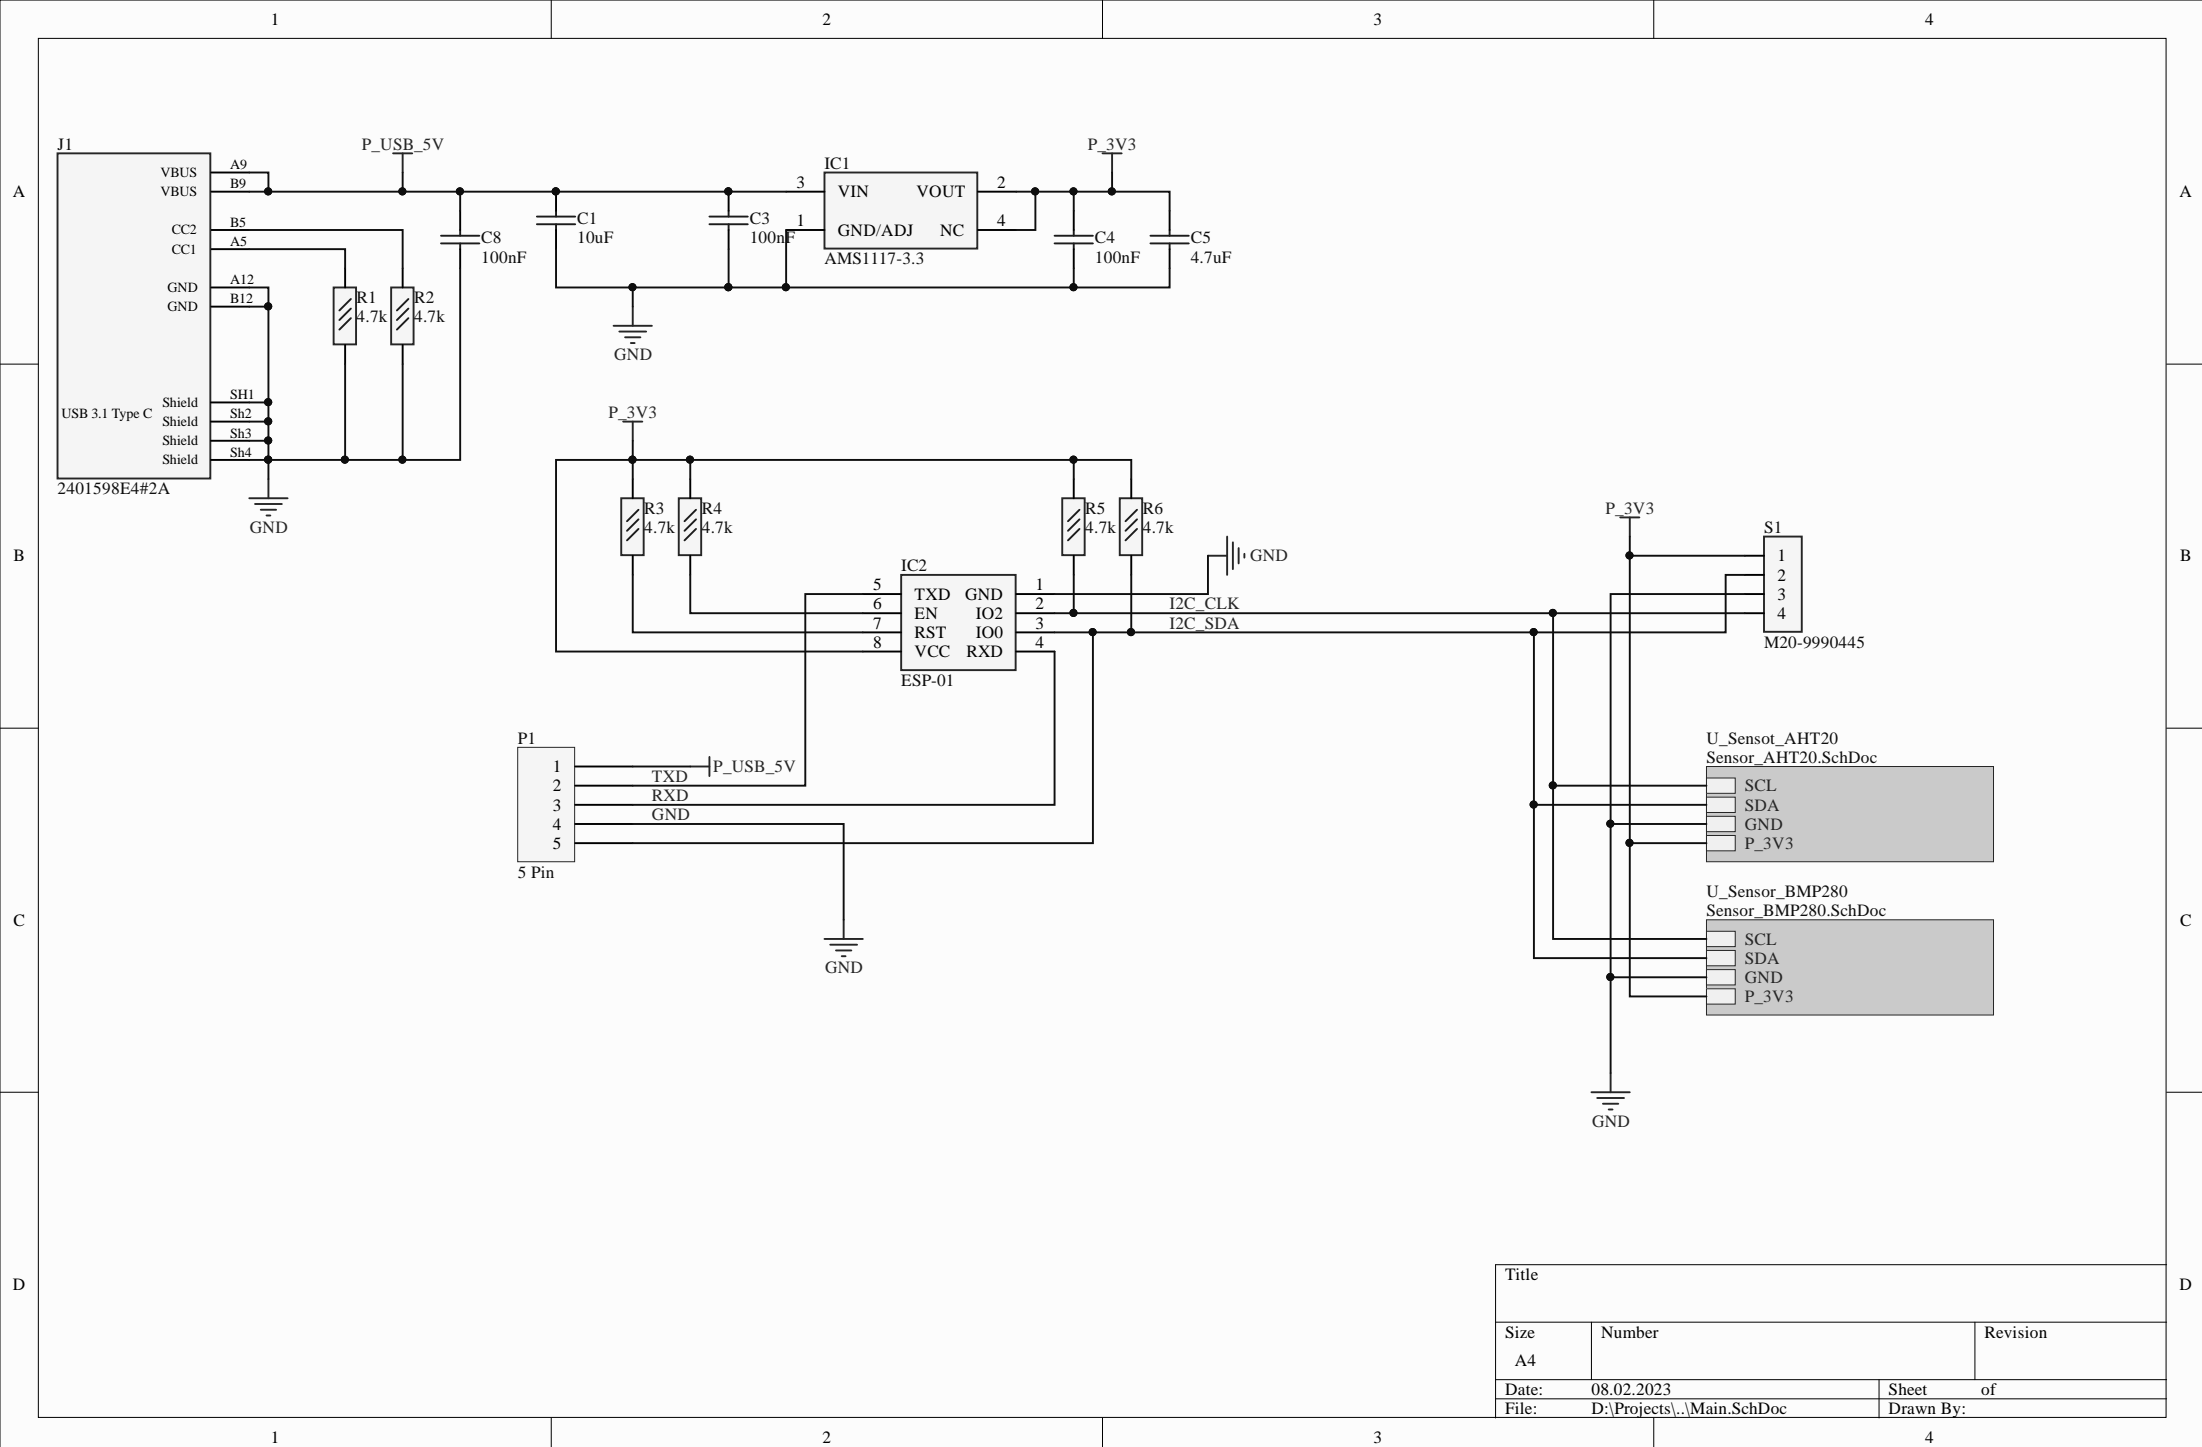 1 2 3 4
A A
B B
C C
D D
1 2 3 4
J1
VBUS A9
VBUS B9
CC2 B5
CC1 A5
GND A12
GND B12
Shield SH1
USB 3.1 Type C
Shield Sh2
Shield Sh3
Shield Sh4
2401598E4#2A
GND
P_USB_5V
R1
4.7k
R2
4.7k
C8
100nF
C1
10uF
C3
100nF
GND
IC1
3 VIN VOUT 2
1 GND/ADJ NC 4
AMS1117-3.3
P_3V3
C4
100nF
C5
4.7uF
P_3V3
R3
4.7k
R4
4.7k
R5
4.7k
R6
4.7k
GND
IC2
5 TXD GND 1
6 EN IO2 2
7 RST IO0 3
8 VCC RXD 4
ESP-01
I2C_CLK
I2C_SDA
P1
1 P_USB_5V
2 TXD
3 RXD
4 GND
5
5 Pin
GND
P_3V3
S1
1
2
3
4
M20-9990445
U_Sensot_AHT20
Sensor_AHT20.SchDoc
SCL
SDA
GND
P_3V3
U_Sensor_BMP280
Sensor_BMP280.SchDoc
SCL
SDA
GND
P_3V3
GND
Title
Size Number Revision
A4
Date: 08.02.2023 Sheet of
File: D:\Projects\..\Main.SchDoc Drawn By: